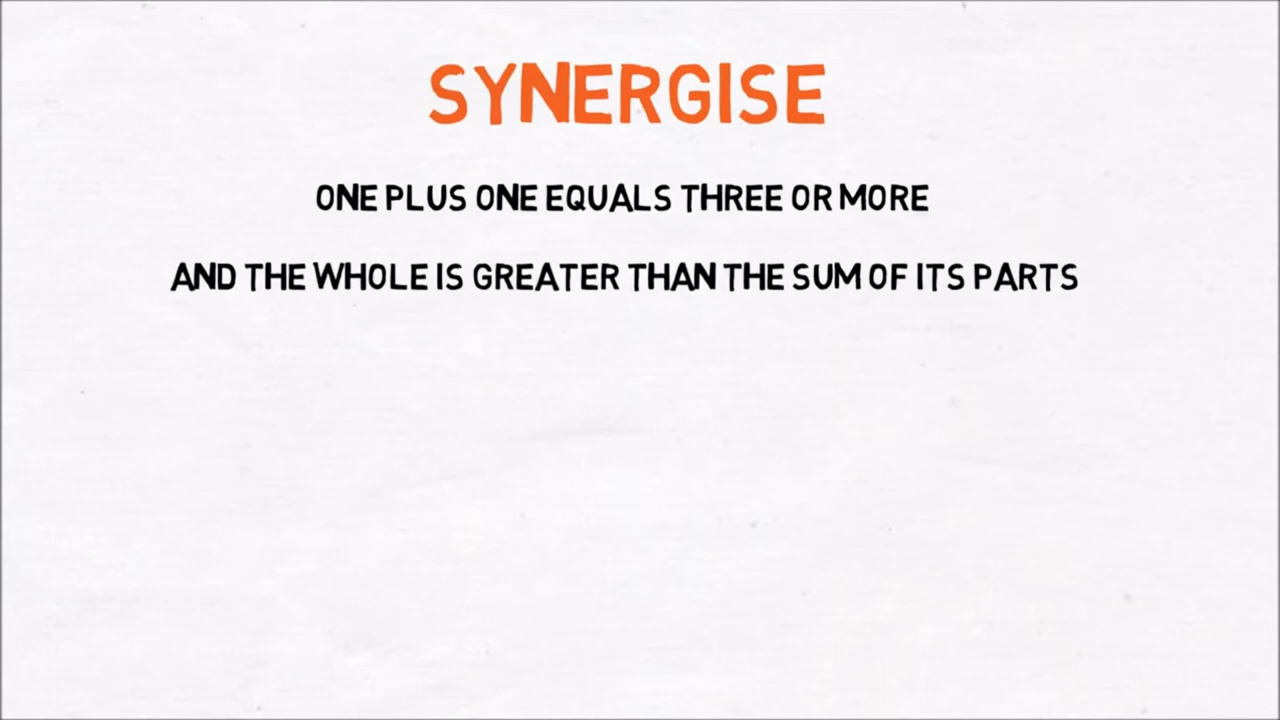 SYNERGISE
ONE PLUS ONE EQUALS THREE OR MORE
AND THE WHOLE IS GREATER THAN THE SUM OF ITS PARTS